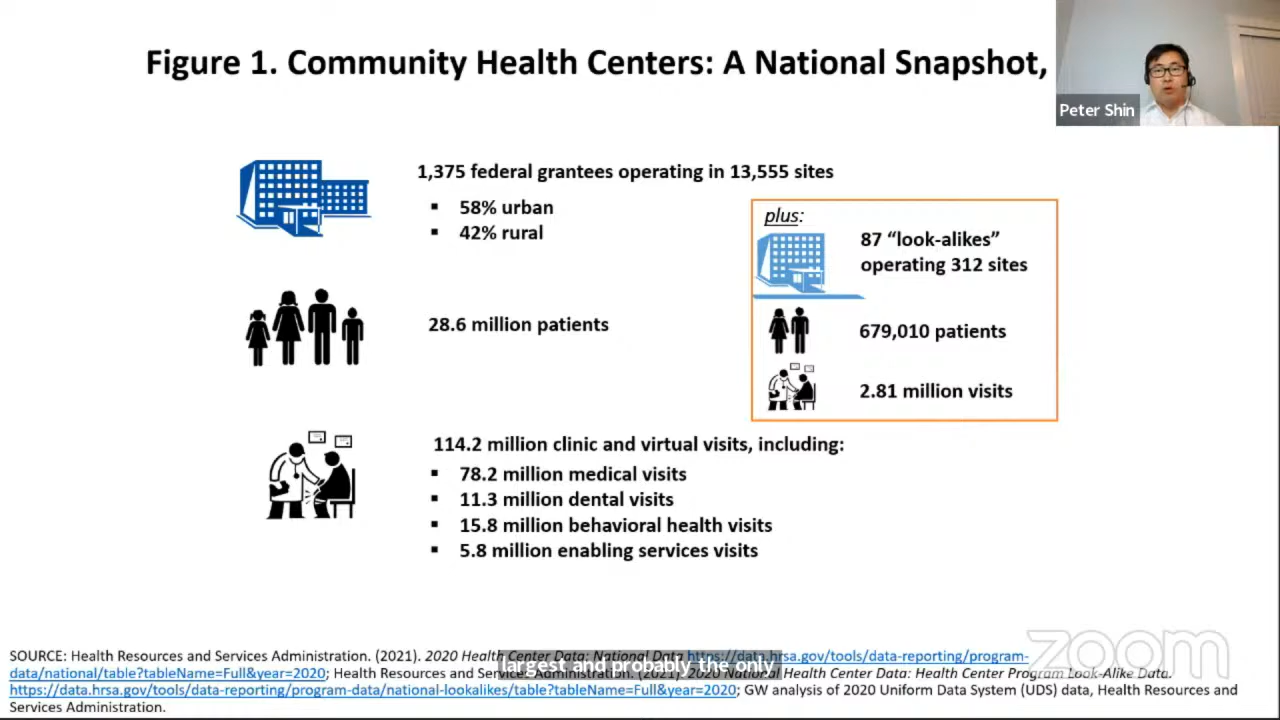 Figure 1. Community Health Centers: A National Snapshot,
Peter Shin
1,375 federal grantees operating in 13,555 sites
▪ 58% urban
▪ 42% rural
plus:
87 “look-alikes”
operating 312 sites
28.6 million patients
679,010 patients
2.81 million visits
114.2 million clinic and virtual visits, including:
▪ 78.2 million medical visits
▪ 11.3 million dental visits
▪ 15.8 million behavioral health visits
▪ 5.8 million enabling services visits
zoom
SOURCE: Health Resources and Services Administration. (2021). 2020 Health Center Data: National Data https://data.hrsa.gov/tools/data-reporting/program-
data/national/table?tableName=Full&year=2020; Health Resources and Services Administration. (2021). 2020 National Health Center Data: Health Center Program Look-Alike Data.
https://data.hrsa.gov/tools/data-reporting/program-data/national-lookalikes/table?tableName=Full&year=2020; GW analysis of 2020 Uniform Data System (UDS) data, Health Resources and
Services Administration.
largest and probably the only